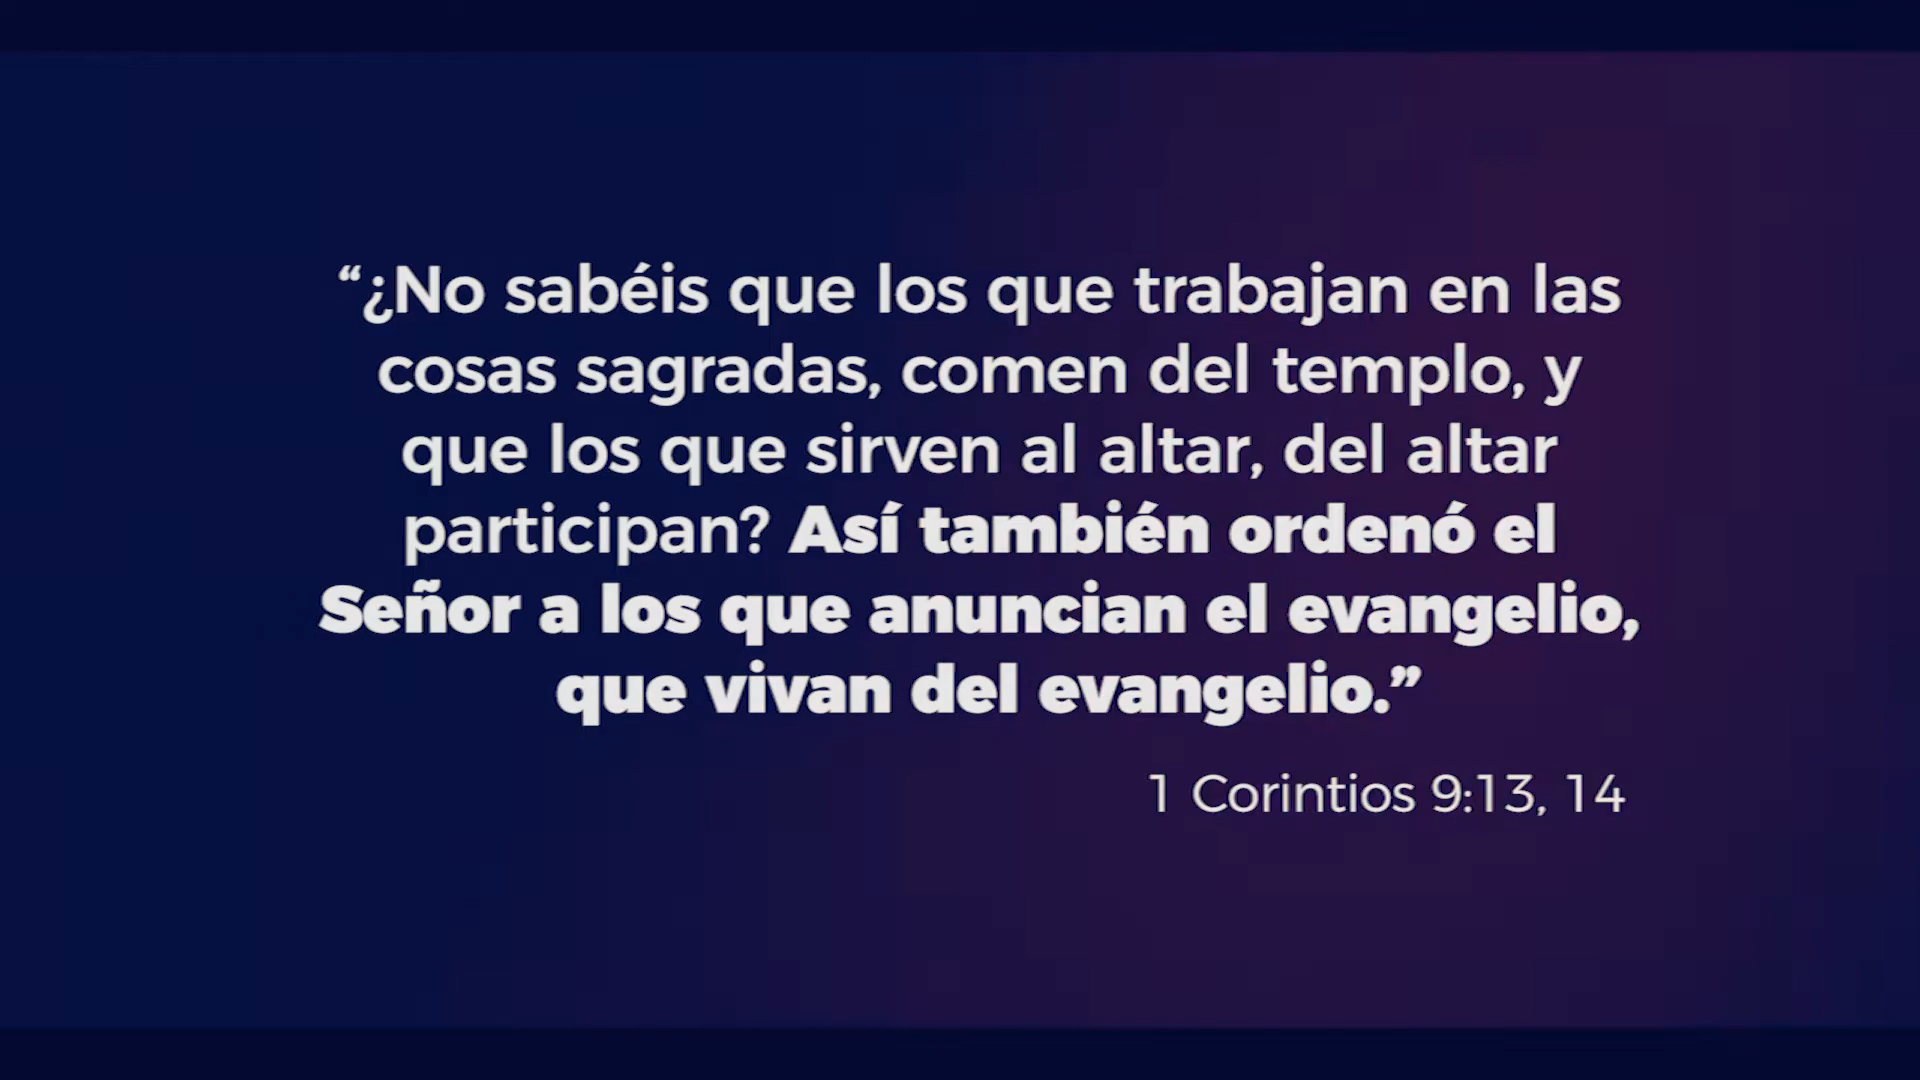 “¿No sabéis que los que trabajan en las
cosas sagradas, comen del templo, y
que los que sirven al altar, del altar
participan? Así también ordenó el
Señor a los que anuncian el evangelio,
que vivan del evangelio.”
1 Corintios 9:13, 14